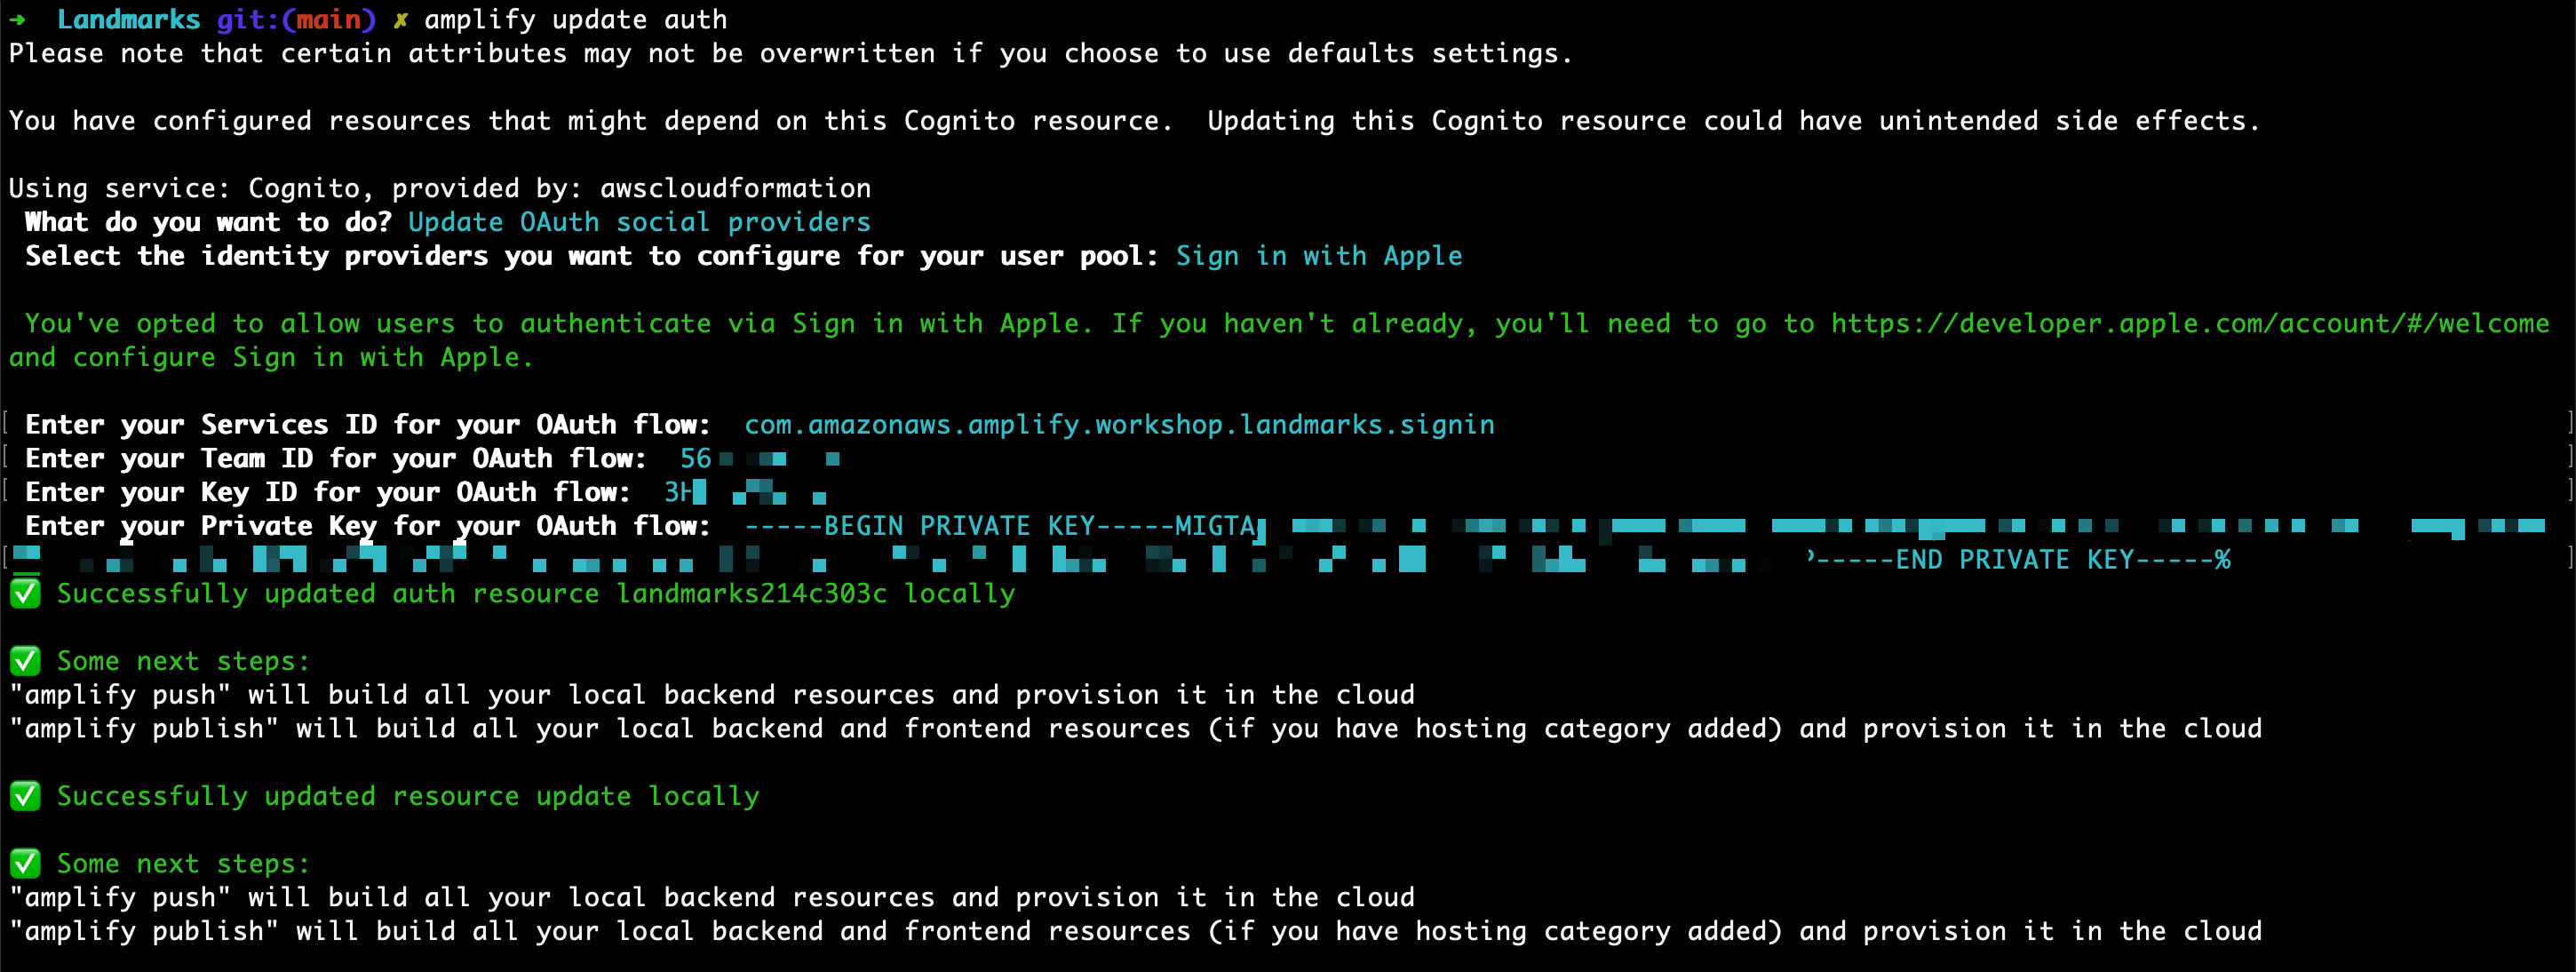 ➜  Landmarks git:(main) ✗ amplify update auth
Please note that certain attributes may not be overwritten if you choose to use defaults settings.
You have configured resources that might depend on this Cognito resource.  Updating this Cognito resource could have unintended side effects.
Using service: Cognito, provided by: awscloudformation
What do you want to do? Update OAuth social providers
Select the identity providers you want to configure for your user pool: Sign in with Apple
You've opted to allow users to authenticate via Sign in with Apple. If you haven't already, you'll need to go to https://developer.apple.com/account/#/welcome
and configure Sign in with Apple.
[ Enter your Services ID for your OAuth flow:  com.amazonaws.amplify.workshop.landmarks.signin ]
[ Enter your Team ID for your OAuth flow:  56 ]
[ Enter your Key ID for your OAuth flow:  3H ]
Enter your Private Key for your OAuth flow:  -----BEGIN PRIVATE KEY-----MIGTA
[ -----END PRIVATE KEY-----% ]
✅ Successfully updated auth resource landmarks214c303c locally
✅ Some next steps:
"amplify push" will build all your local backend resources and provision it in the cloud
"amplify publish" will build all your local backend and frontend resources (if you have hosting category added) and provision it in the cloud
✅ Successfully updated resource update locally
✅ Some next steps:
"amplify push" will build all your local backend resources and provision it in the cloud
"amplify publish" will build all your local backend and frontend resources (if you have hosting category added) and provision it in the cloud